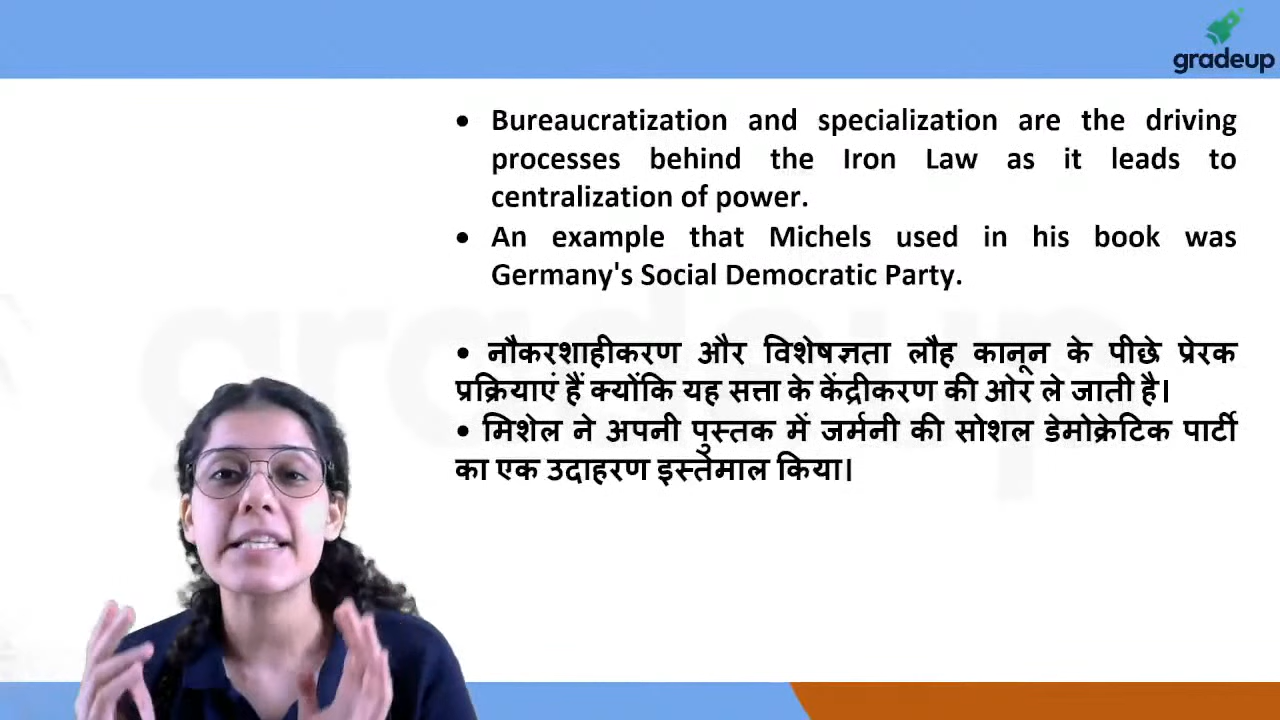 gradeup
• Bureaucratization and specialization are the driving
processes behind the Iron Law as it leads to
centralization of power.
• An example that Michels used in his book was
Germany's Social Democratic Party.
• नौकरशाहीकरण और विशेषज्ञता लौह कानून के पीछे प्रेरक
प्रक्रियाएं हैं क्योंकि यह सत्ता के केंद्रीकरण की ओर ले जाती है।
• मिशेल ने अपनी पुस्तक में जर्मनी की सोशल डेमोक्रेटिक पार्टी
का एक उदाहरण इस्तेमाल किया।
gradeup